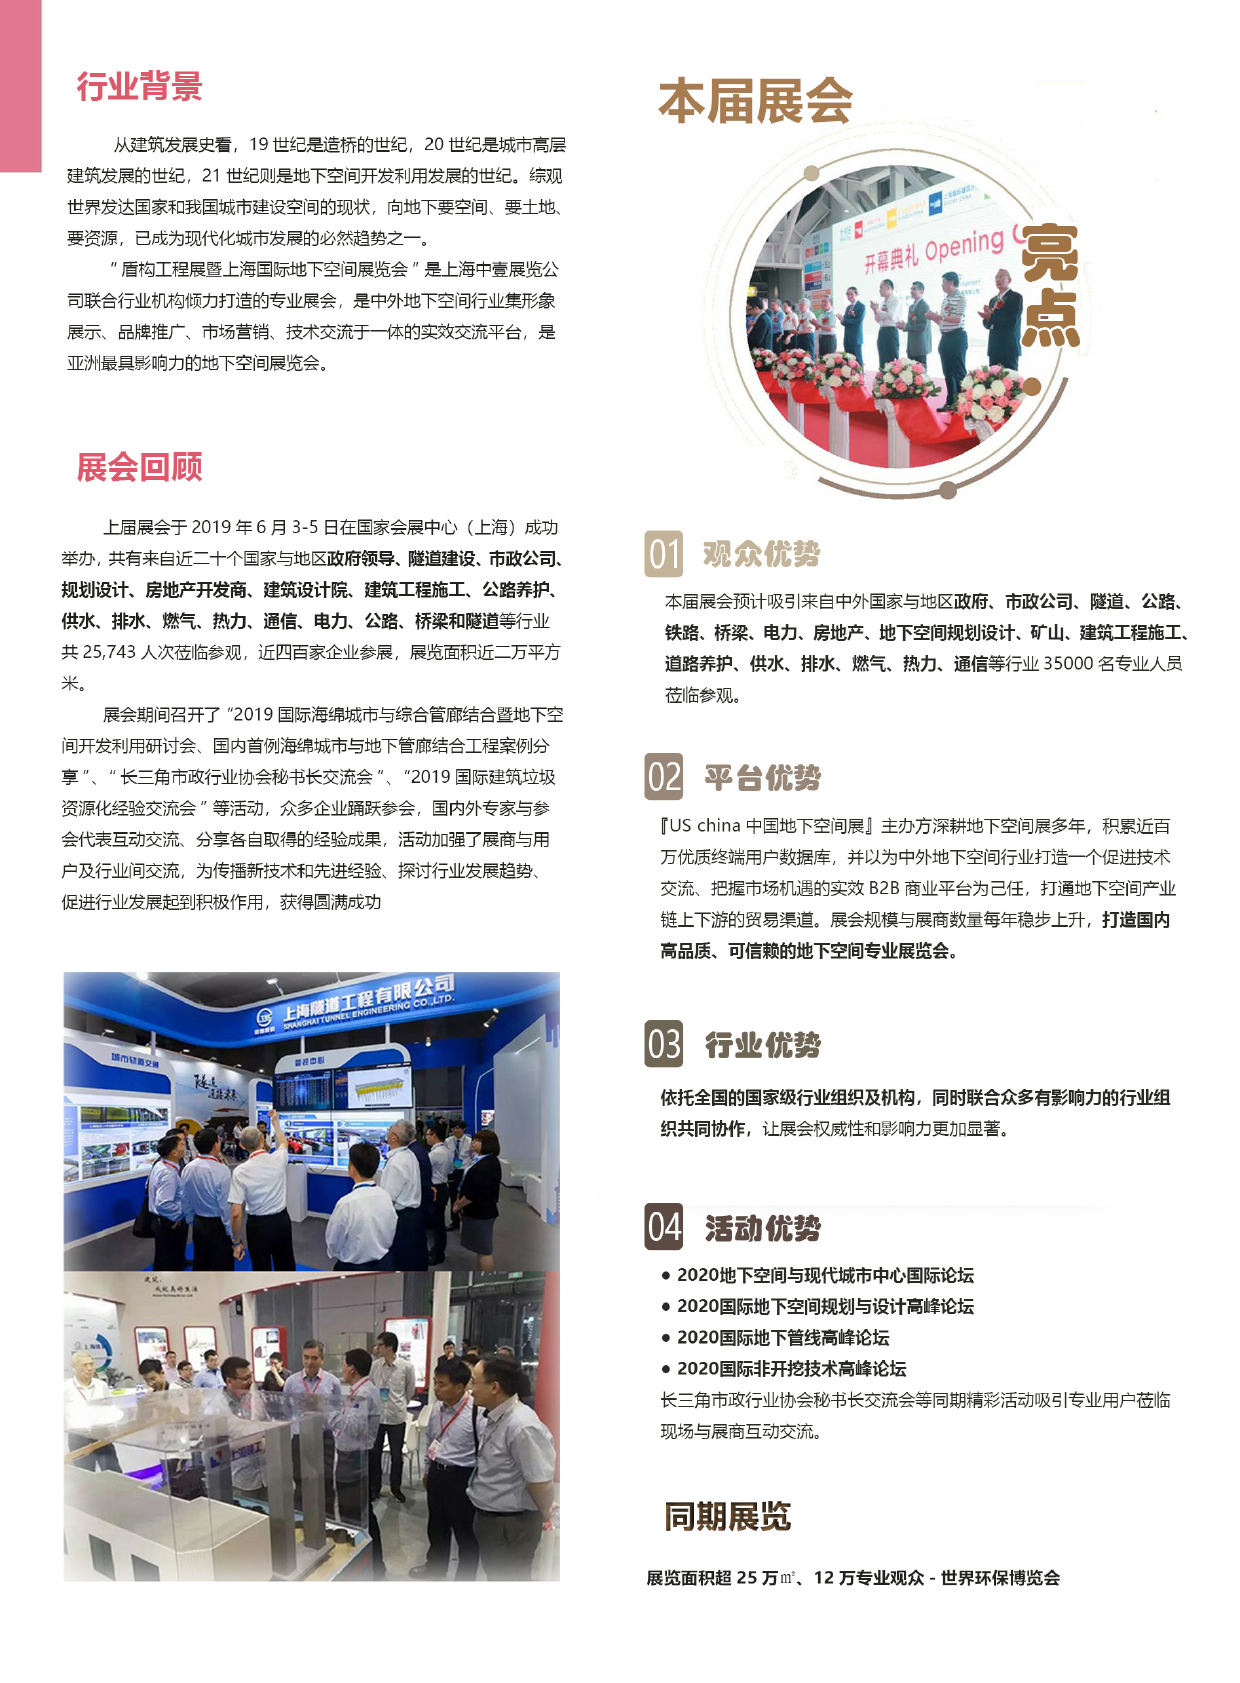 行业背景
从建筑发展史看，19 世纪是造桥的世纪，20 世纪是城市高层
建筑发展的世纪，21 世纪则是地下空间开发利用发展的世纪。综观
世界发达国家和我国城市建设空间的现状，向地下要空间、要土地、
要资源，已成为现代化城市发展的必然趋势之一。
＂盾构工程展暨上海国际地下空间展览会＂是上海中壹展览公
司联合行业机构倾力打造的专业展会，是中外地下空间行业集形象
展示、品牌推广、市场营销、技术交流于一体的实效交流平台，是
亚洲最具影响力的地下空间展览会。
展会回顾
上届展会于 2019 年 6 月 3-5 日在国家会展中心（上海）成功
举办，共有来自近二十个国家与地区政府领导、隧道建设、市政公司、
规划设计、房地产开发商、建筑设计院、建筑工程施工、公路养护、
供水、排水、燃气、热力、通信、电力、公路、桥梁和隧道等行业
共 25,743 人次莅临参观，近四百家企业参展，展览面积近二万平方
米。
展会期间召开了 “2019 国际海绵城市与综合管廊结合暨地下空
间开发利用研讨会、国内首例海绵城市与地下管廊结合工程案例分
享＂、＂长三角市政行业协会秘书长交流会＂、“2019 国际建筑垃圾
资源化经验交流会＂等活动，众多企业踊跃参会，国内外专家与参
会代表互动交流、分享各自取得的经验成果，活动加强了展商与用
户及行业间交流，为传播新技术和先进经验、探讨行业发展趋势、
促进行业发展起到积极作用，获得圆满成功
上海隧道工程有限公司
SHANGHAI TUNNEL ENGINEERING CO.,LTD.
城市轨道交通
管控中心
本届展会
亮点
开幕典礼 Opening C
01 观众优势
本届展会预计吸引来自中外国家与地区政府、市政公司、隧道、公路、
铁路、桥梁、电力、房地产、地下空间规划设计、矿山、建筑工程施工、
道路养护、供水、排水、燃气、热力、通信等行业 35000 名专业人员
莅临参观。
02 平台优势
『US china 中国地下空间展』主办方深耕地下空间展多年，积累近百
万优质终端用户数据库，并以为中外地下空间行业打造一个促进技术
交流、把握市场机遇的实效 B2B 商业平台为己任，打通地下空间产业
链上下游的贸易渠道。展会规模与展商数量每年稳步上升，打造国内
高品质、可信赖的地下空间专业展览会。
03 行业优势
依托全国的国家级行业组织及机构，同时联合众多有影响力的行业组
织共同协作，让展会权威性和影响力更加显著。
04 活动优势
● 2020地下空间与现代城市中心国际论坛
● 2020国际地下空间规划与设计高峰论坛
● 2020国际地下管线高峰论坛
● 2020国际非开挖技术高峰论坛
长三角市政行业协会秘书长交流会等同期精彩活动吸引专业用户莅临
现场与展商互动交流。
同期展览
展览面积超 25 万㎡、12 万专业观众 - 世界环保博览会